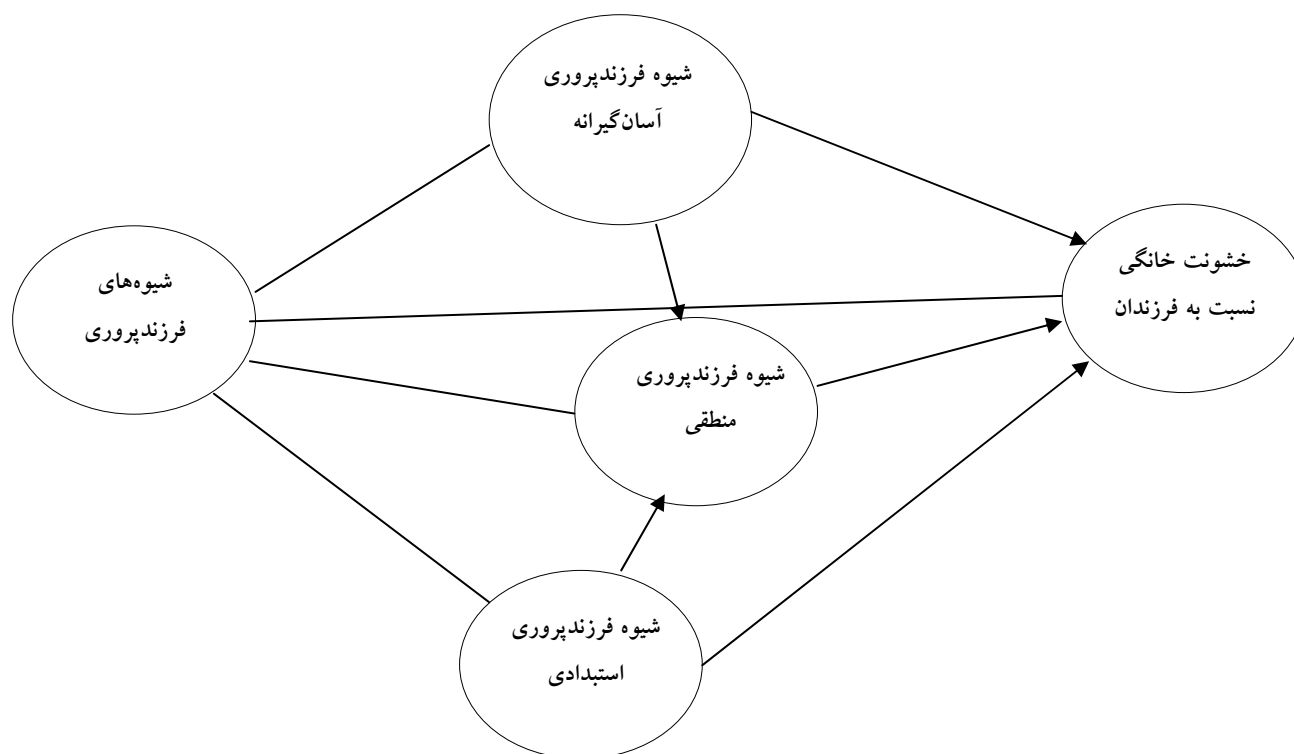 شیوه فرزندپروری
آسان‌گیرانه
خشونت خانگی
نسبت به فرزندان
شیوه‌های
فرزندپروری
شیوه فرزندپروری
منطقی
شیوه فرزندپروری
استبدادی